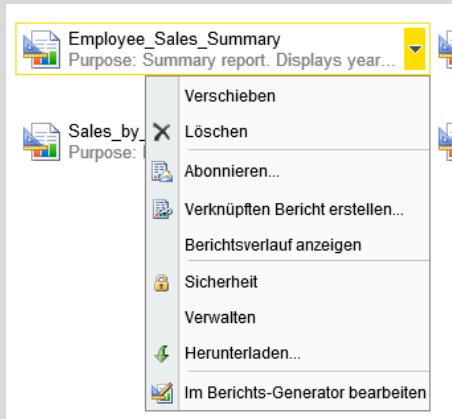 Employee_Sales_Summary
Purpose: Summary report. Displays year...
Verschieben
Sales_by_
Löschen
Purpose:
Abonnieren...
Verknüpften Bericht erstellen...
Berichtsverlauf anzeigen
Sicherheit
Verwalten
Herunterladen...
Im Berichts-Generator bearbeiten